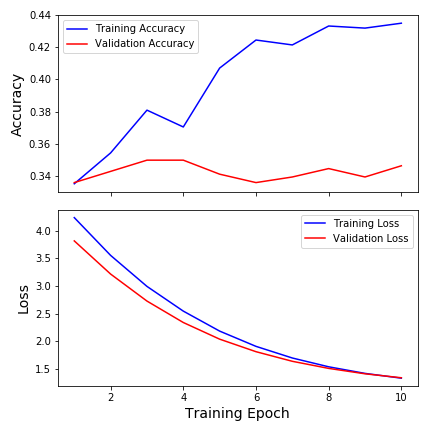 0.44
0.42
0.40
0.38
0.36
0.34
Accuracy
Training Accuracy
Validation Accuracy
4.0
3.5
3.0
2.5
2.0
1.5
Loss
Training Loss
Validation Loss
2
4
6
8
10
Training Epoch